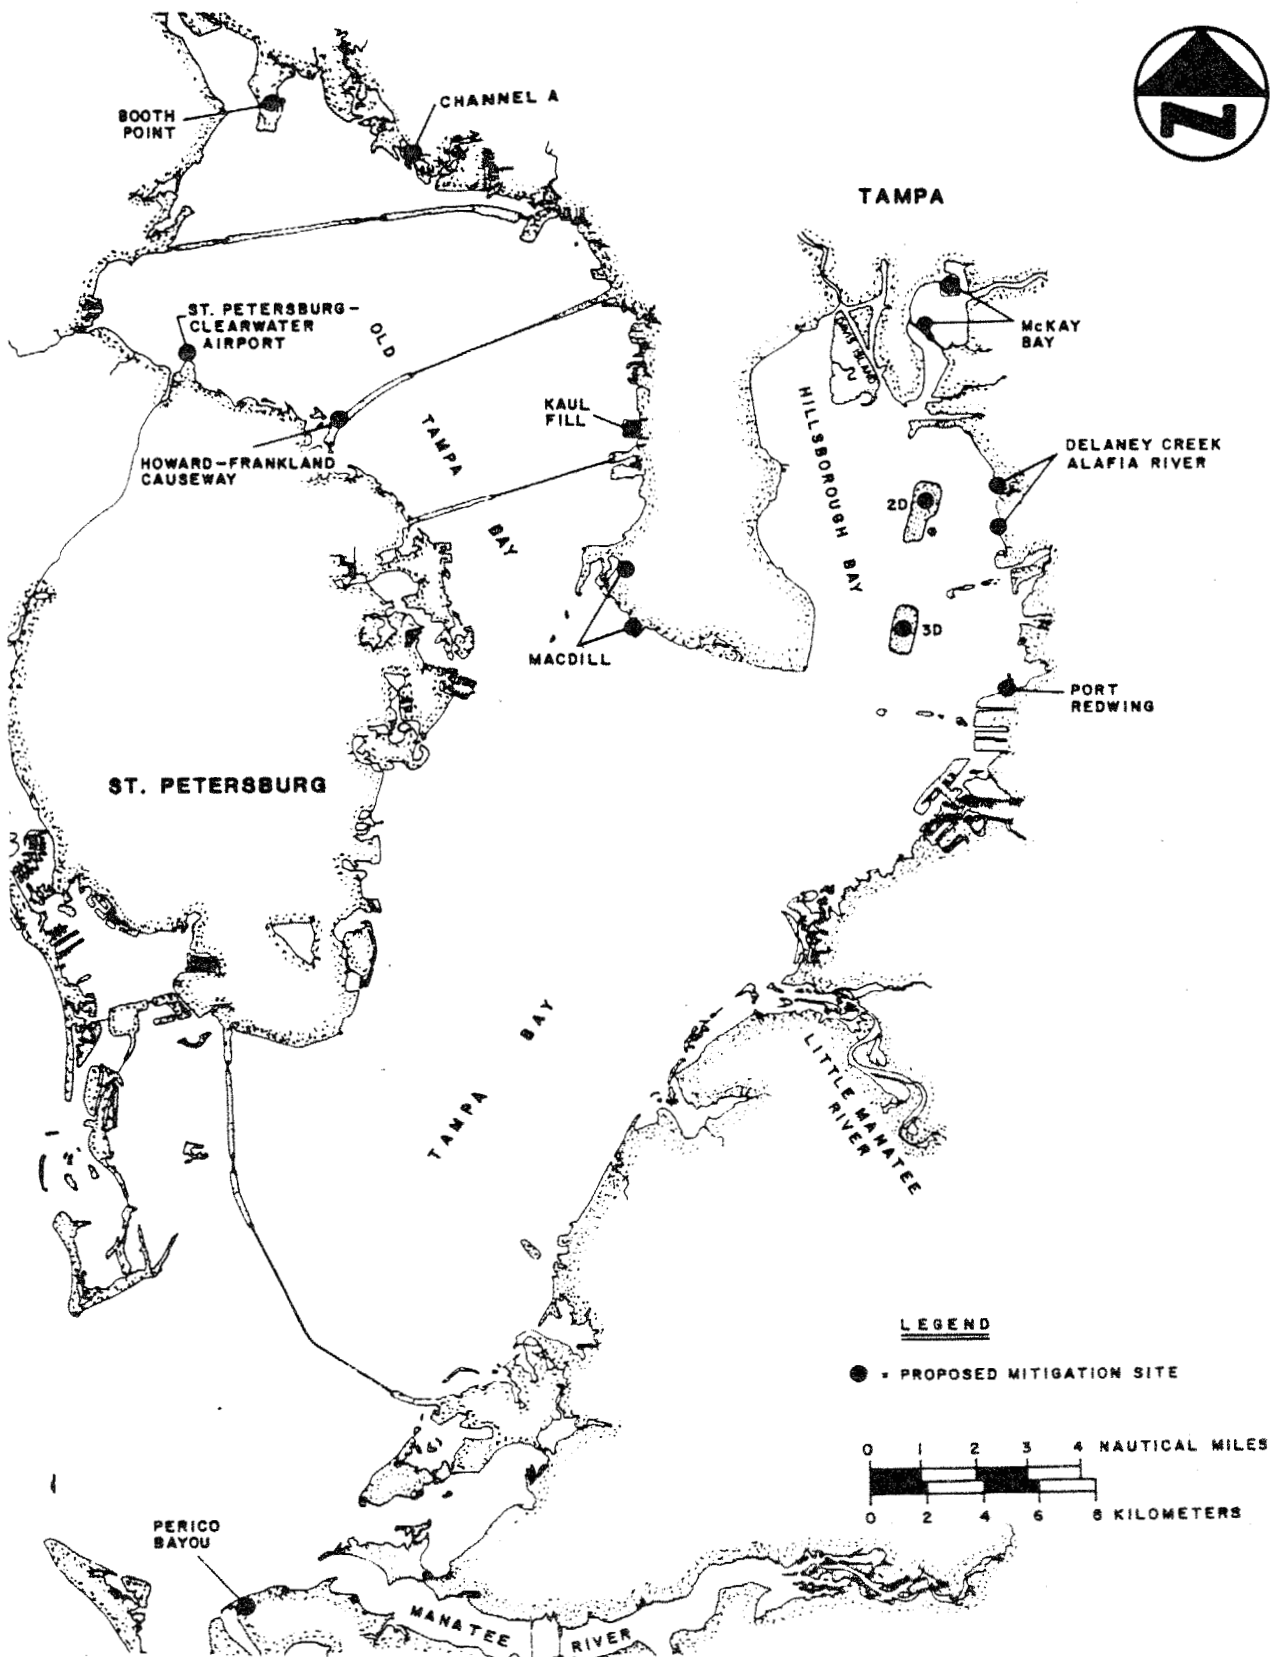 CHANNEL A
BOOTH
POINT
N
TAMPA
ST. PETERSBURG-
CLEARWATER
AIRPORT
OLD
TAMPA
BAY
McKAY
BAY
DAVIS ISLAND
KAUL
FILL
HILLSBOROUGH BAY
HOWARD-FRANKLAND
CAUSEWAY
DELANEY CREEK
ALAFIA RIVER
2D
3D
MACDILL
PORT
REDWING
ST. PETERSBURG
TAMPA BAY
LITTLE MANATEE
RIVER
LEGEND
= PROPOSED MITIGATION SITE
0 1 2 3 4 NAUTICAL MILES
0 2 4 6 8 KILOMETERS
PERICO
BAYOU
MANATEE RIVER